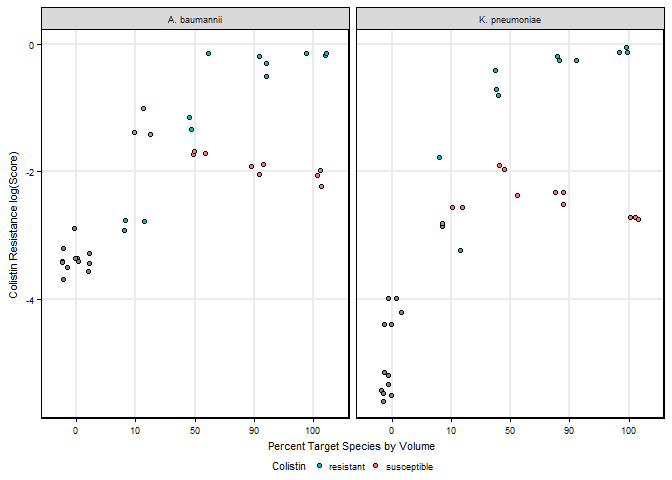 A. baumannii
K. pneumoniae
Colistin Resistance log(Score)
0
-2
-4
0 10 50 90 100
0 10 50 90 100
Percent Target Species by Volume
Colistin resistant susceptible